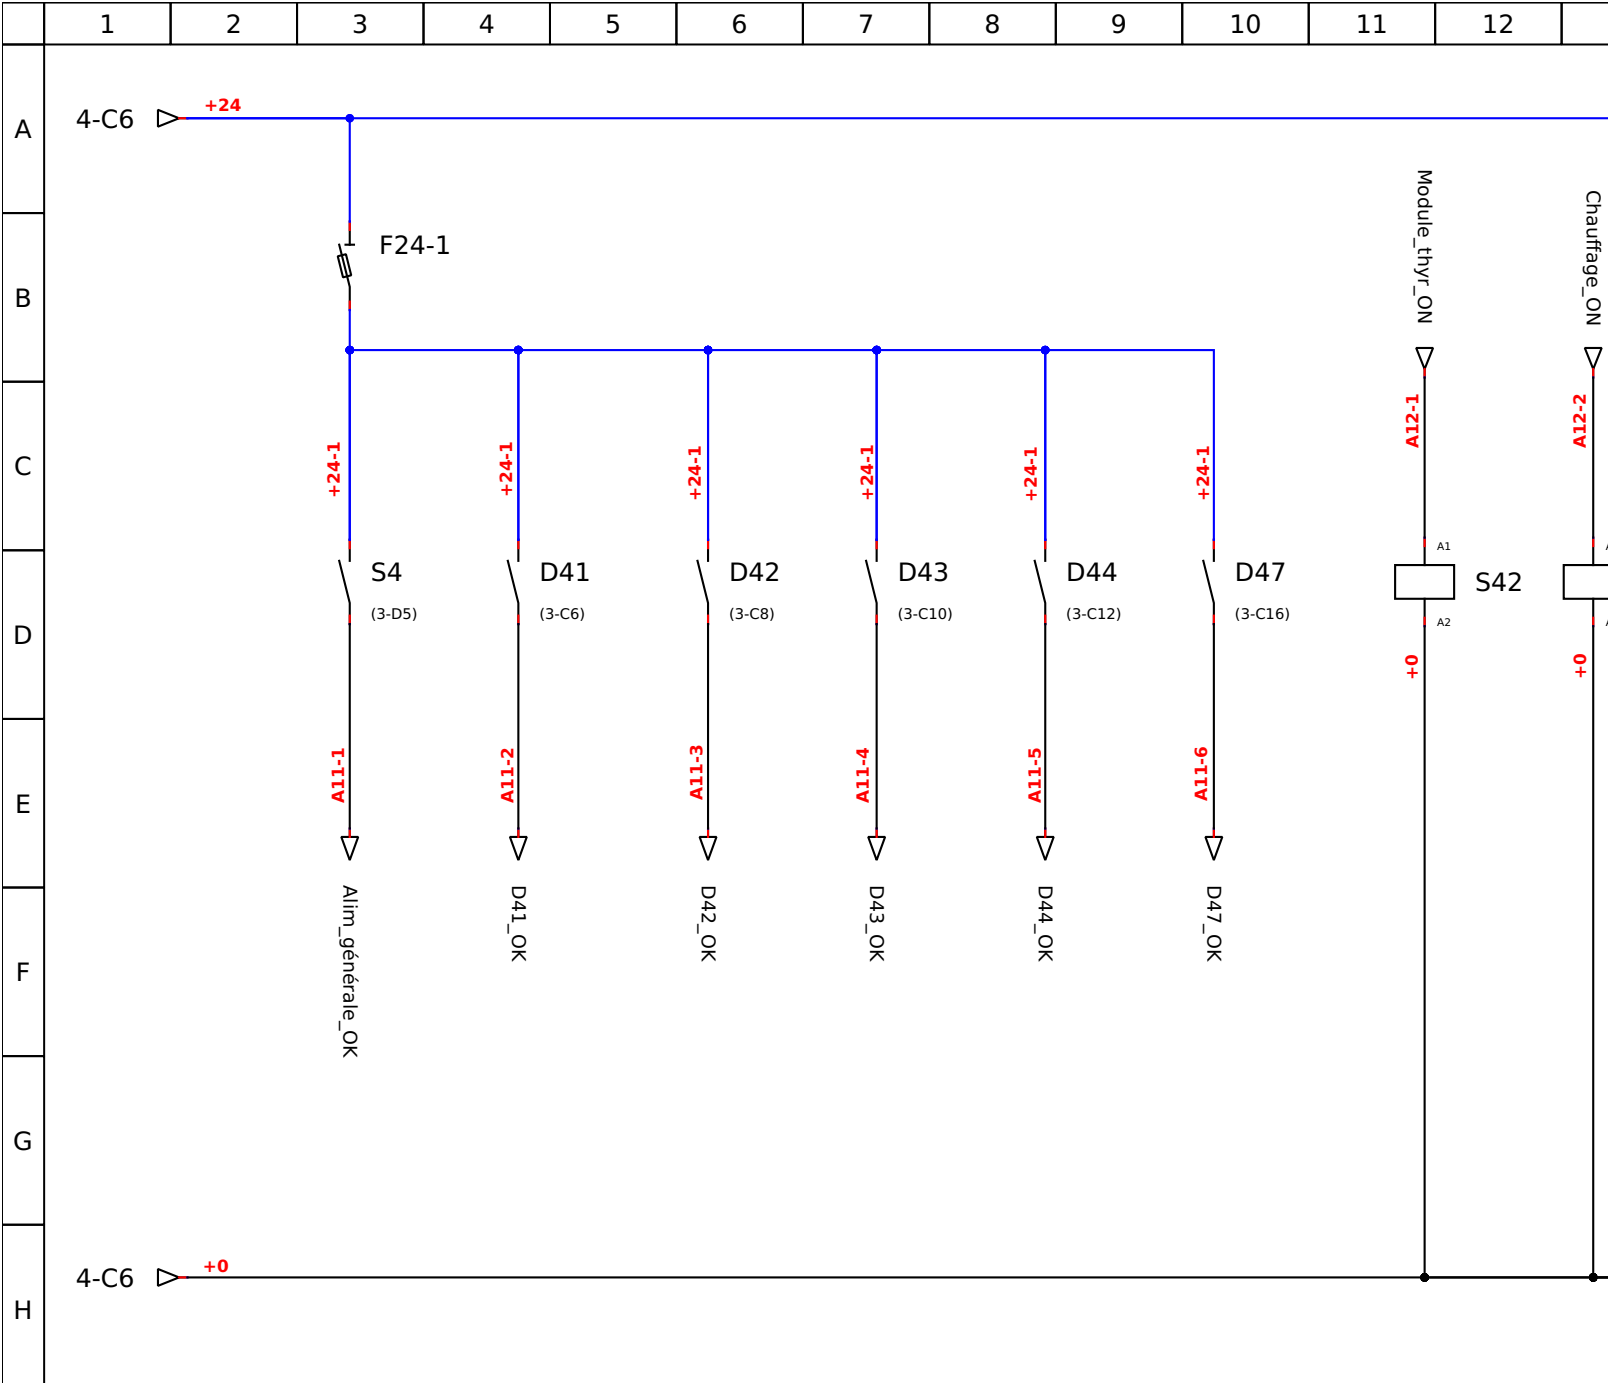 1 2 3 4 5 6 7 8 9 10 11 12
A
4-C6 +24
Module_thyr_ON
Chauffage_ON
B
F24-1
C
+24-1 +24-1 +24-1 +24-1 +24-1 +24-1 A12-1 A12-2
A1
D
S4 D41 D42 D43 D44 D47 S42
(3-D5) (3-C6) (3-C8) (3-C10) (3-C12) (3-C16)
A2
+0 +0
E
A11-1 A11-2 A11-3 A11-4 A11-5 A11-6
F
Alim_générale_OK
D41_OK
D42_OK
D43_OK
D44_OK
D47_OK
G
H
4-C6 +0